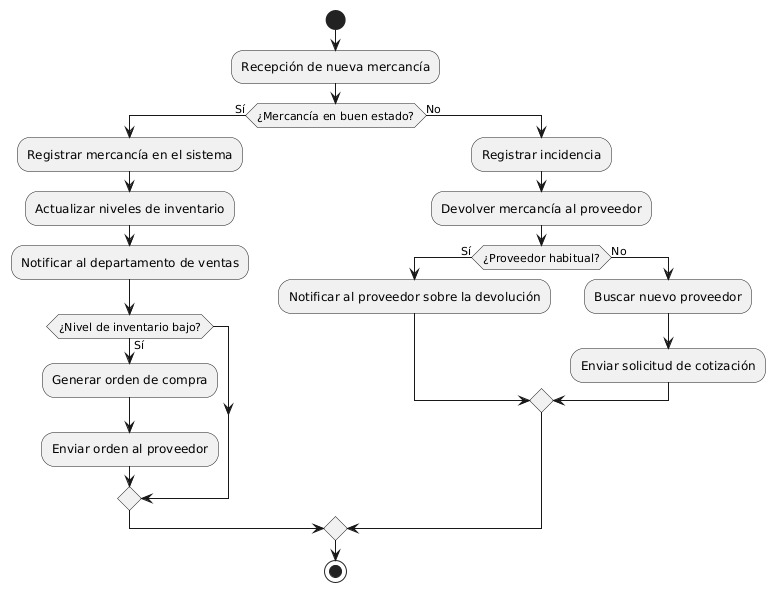 Recepción de nueva mercancía
Sí
¿Mercancía en buen estado?
No
Registrar mercancía en el sistema
Actualizar niveles de inventario
Notificar al departamento de ventas
¿Nivel de inventario bajo?
Sí
Generar orden de compra
Enviar orden al proveedor
Registrar incidencia
Devolver mercancía al proveedor
Sí
¿Proveedor habitual?
No
Notificar al proveedor sobre la devolución
Buscar nuevo proveedor
Enviar solicitud de cotización